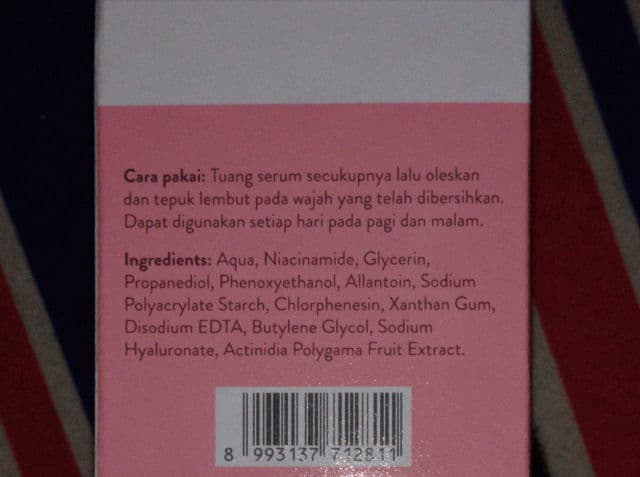 Cara pakai: Tuang serum secukupnya lalu oleskan
dan tepuk lembut pada wajah yang telah dibersihkan.
Dapat digunakan setiap hari pada pagi dan malam.
Ingredients: Aqua, Niacinamide, Glycerin,
Propanediol, Phenoxyethanol, Allantoin, Sodium
Polyacrylate Starch, Chlorphenesin, Xanthan Gum,
Disodium EDTA, Butylene Glycol, Sodium
Hyaluronate, Actinidia Polygama Fruit Extract.
8 993137 712811